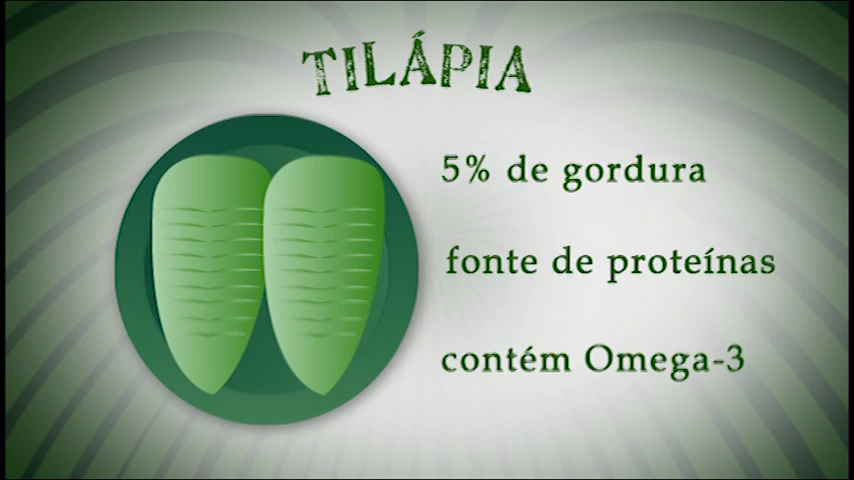 TILÁPIA
5% de gordura
fonte de proteínas
contém Omega-3